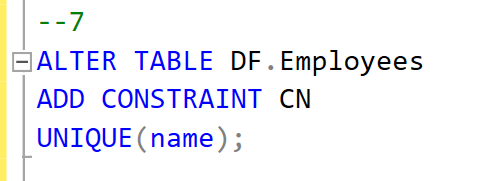 --7
ALTER TABLE DF.Employees
ADD CONSTRAINT CN
UNIQUE(name);